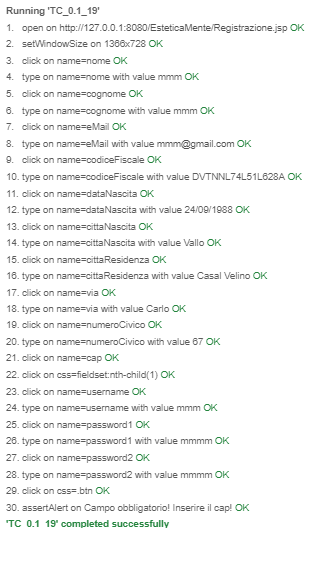 Running 'TC_0.1_19'
1. open on http://127.0.0.1:8080/EsteticaMente/Registrazione.jsp OK
2. setWindowSize on 1366x728 OK
3. click on name=nome OK
4. type on name=nome with value mmm OK
5. click on name=cognome OK
6. type on name=cognome with value mmm OK
7. click on name=eMail OK
8. type on name=eMail with value mmm@gmail.com OK
9. click on name=codiceFiscale OK
10. type on name=codiceFiscale with value DVTNNL74L51L628A OK
11. click on name=dataNascita OK
12. type on name=dataNascita with value 24/09/1988 OK
13. click on name=cittaNascita OK
14. type on name=cittaNascita with value Vallo OK
15. click on name=cittaResidenza OK
16. type on name=cittaResidenza with value Casal Velino OK
17. click on name=via OK
18. type on name=via with value Carlo OK
19. click on name=numeroCivico OK
20. type on name=numeroCivico with value 67 OK
21. click on name=cap OK
22. click on css=fieldset:nth-child(1) OK
23. click on name=username OK
24. type on name=username with value mmm OK
25. click on name=password1 OK
26. type on name=password1 with value mmmm OK
27. click on name=password2 OK
28. type on name=password2 with value mmmm OK
29. click on css=.btn OK
30. assertAlert on Campo obbligatorio! Inserire il cap! OK
'TC_0.1_19' completed successfully